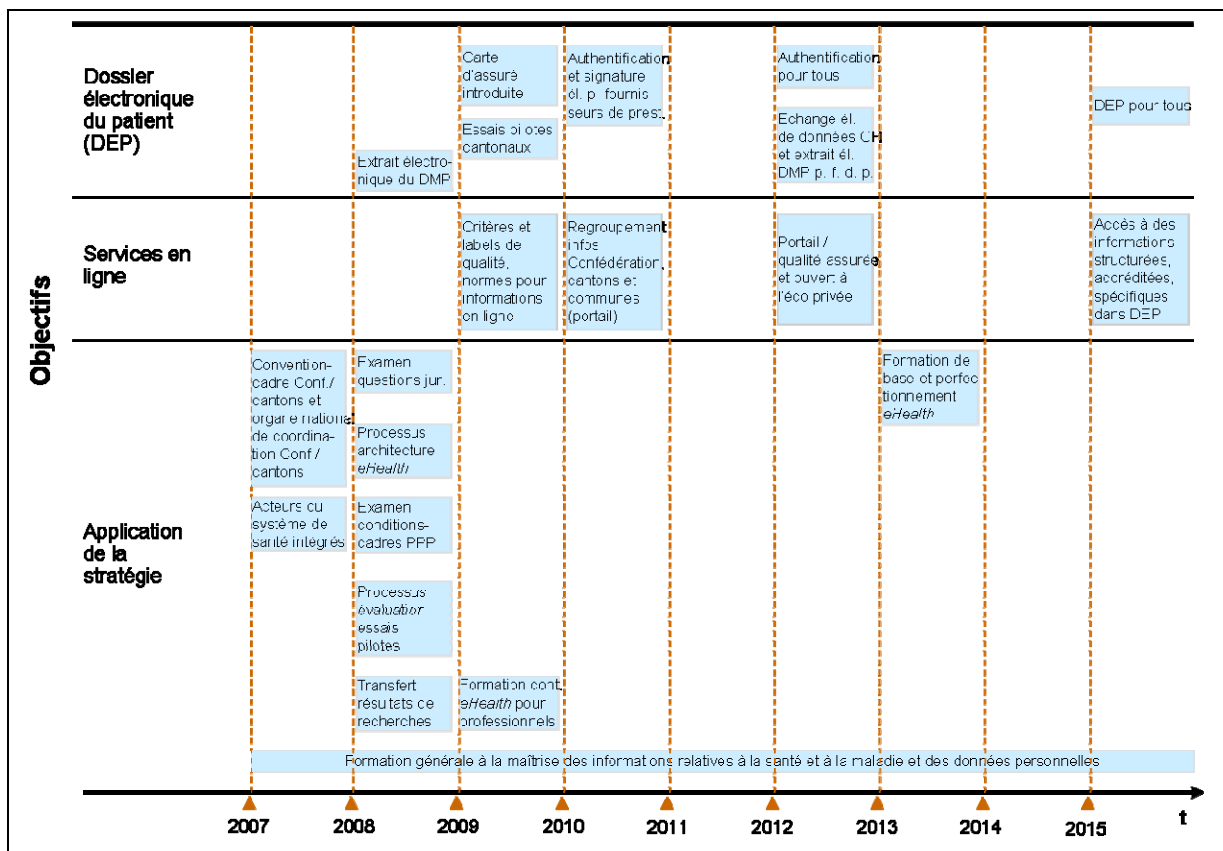 Objectifs
Dossier
électronique
du patient
(DEP)
Extrait électro-
nique du DMP
Carte
d'assuré
introduite
Essais pilotes
cantonaux
Authentification
et signature
él. p. fournis
seurs de prest.
Authentification
pour tous
Echange él.
de données CH
et extrait él.
DMP p. f. d. p.
DEP pour tous
Services en
ligne
Critères et
labels de
qualité,
normes pour
informations
en ligne
Regroupement
infos
Confédération,
cantons et
communes
(portail)
Portail /
qualité assurée
et ouvert à
l'éco privée
Accès à des
informations
structurées,
accréditées,
spécifiques
dans DEP
Application
de la
stratégie
Convention-
cadre Conf./
cantons et
organe national
de coordina-
tion Conf./
cantons
Acteurs du
système de
santé intégrés
Examen
questions jur.
Processus
architecture
eHealth
Examen
conditions-
cadres PPP
Processus
évaluation
essais
pilotes
Transfert
résultats de
recherches
Formation cont.
eHealth pour
professionnels
Formation de
base et perfec
tionnement
eHealth
Formation générale à la maîtrise des informations relatives à la santé et à la maladie et des données personnelles
2007 2008 2009 2010 2011 2012 2013 2014 2015 t